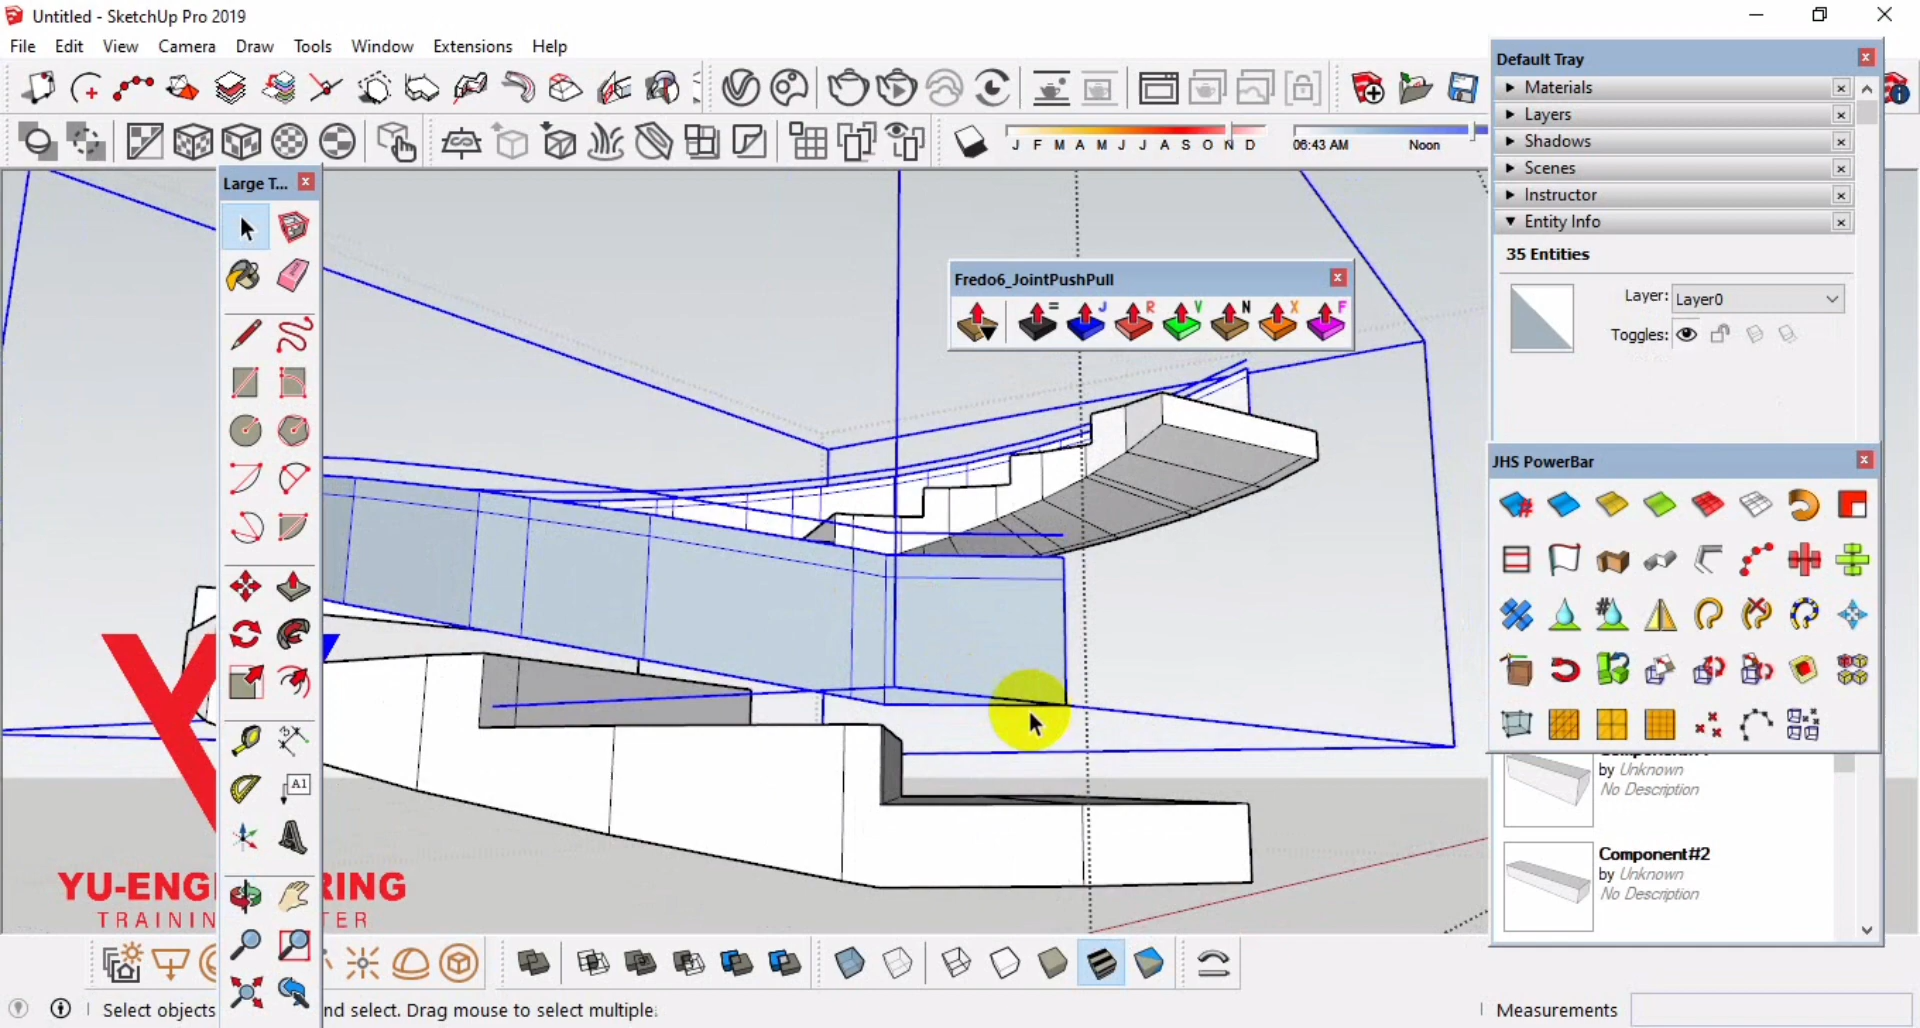 Untitled - SketchUp Pro 2019
File Edit View Camera Draw Tools Window Extensions Help
Default Tray
Materials
Layers
Shadows
Scenes
Instructor
Entity Info
35 Entities
Layer: Layer0
Toggles:
J F M A M J J A S O N D
06:43 AM Noon
Large T...
Fredo6_JointPushPull
= J R V N X F
JHS PowerBar
by Unknown
No Description
Component#2
by Unknown
No Description
A1
YU-ENGI RING
TRAININ TER
Select objects nd select. Drag mouse to select multiple.
Measurements